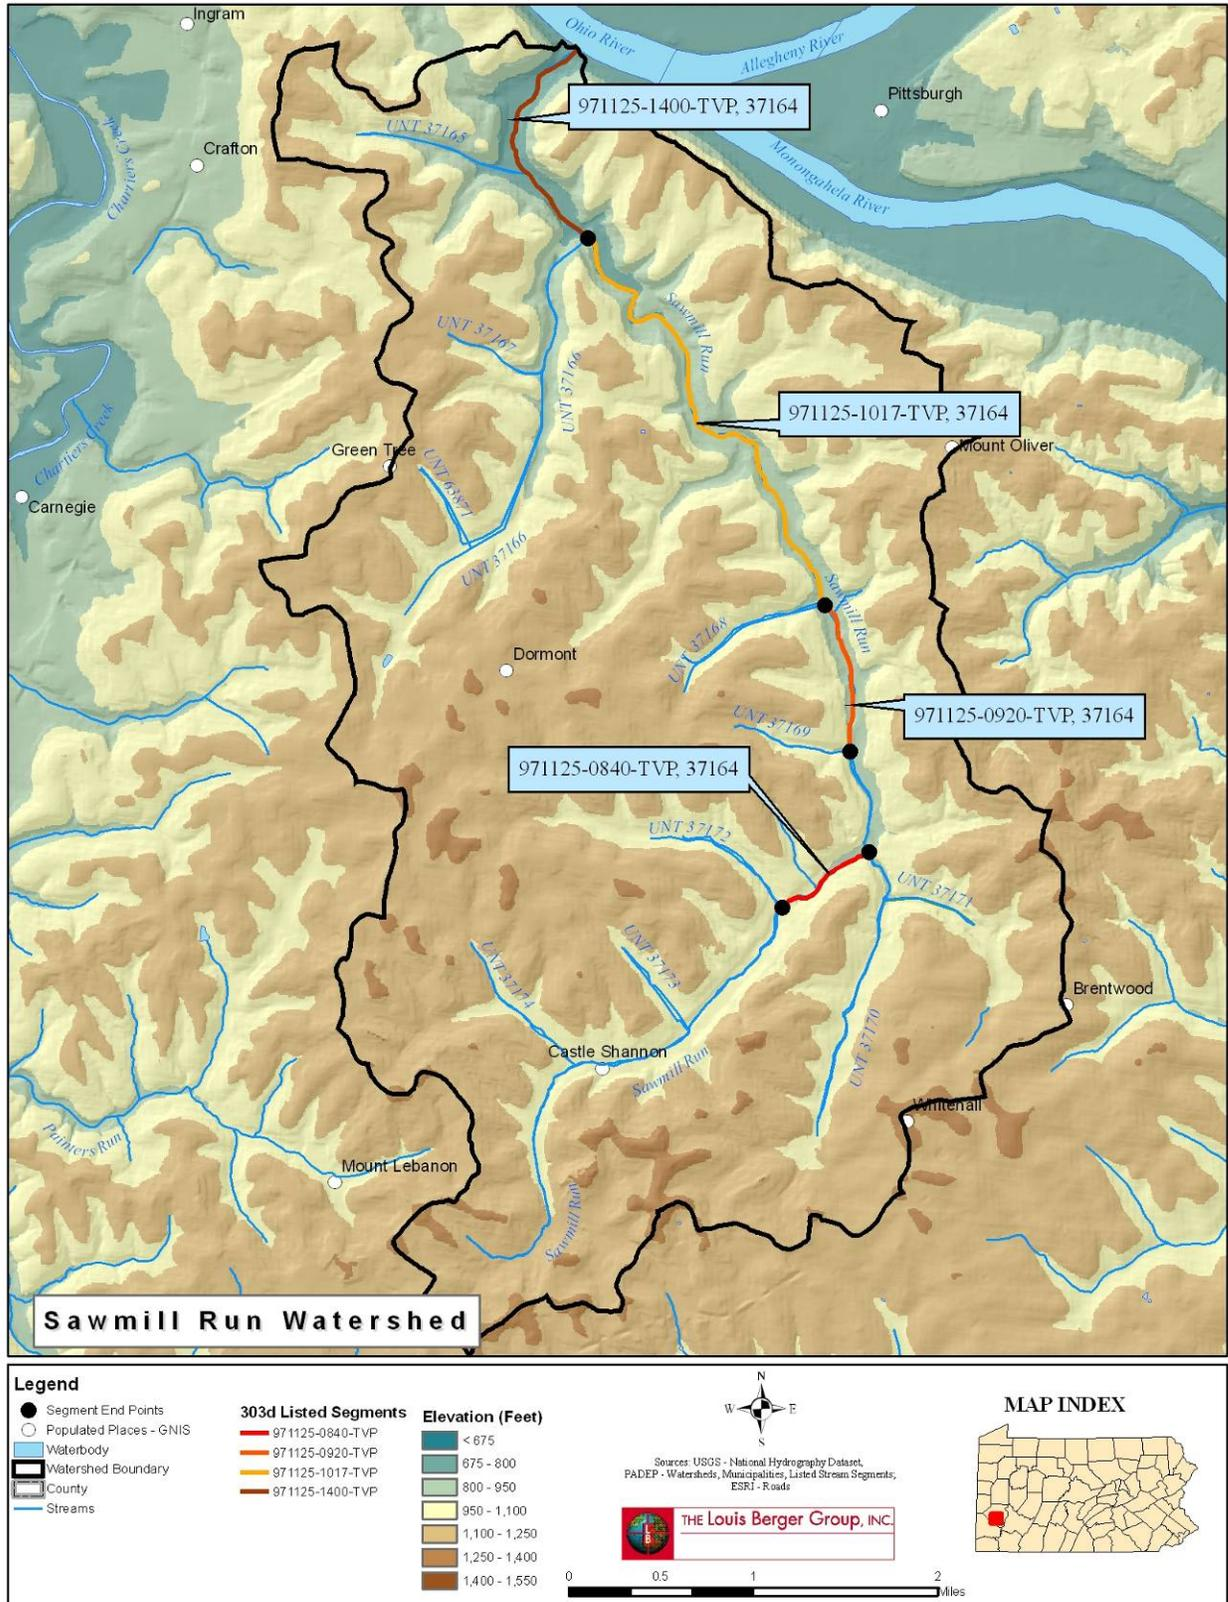 Ingram
Ohio River
Allegheny River
971125-1400-TVP, 37164
Pittsburgh
UNT 37165
Crafton
Chartiers Creek
Monongahela River
Sawmill Run
UNT 37167
UNT 37166
971125-1017-TVP, 37164
Chartiers Creek
Green Tree
Mount Oliver
UNT 63871
Carnegie
UNT 37166
Sawmill Run
UNT 37168
Dormont
971125-0920-TVP, 37164
UNT 37169
971125-0840-TVP, 37164
UNT 37172
UNT 37171
UNT 37173
UNT 37174
Brentwood
UNT 37170
Castle Shannon
Sawmill Run
Whitehall
Painters Run
Mount Lebanon
Sawmill Run
Sawmill Run Watershed
Legend
Segment End Points
Populated Places - GNIS
Waterbody
Watershed Boundary
County
Streams
303d Listed Segments
971125-0840-TVP
971125-0920-TVP
971125-1017-TVP
971125-1400-TVP
Elevation (Feet)
< 675
675 - 800
800 - 950
950 - 1,100
1,100 - 1,250
1,250 - 1,400
1,400 - 1,550
N
W E
S
Sources: USGS - National Hydrography Dataset,
PADEP - Watersheds, Municipalities, Listed Stream Segments;
ESRI - Roads
L
B
THE Louis Berger Group, INC.
0 0.5 1 2
Miles
MAP INDEX